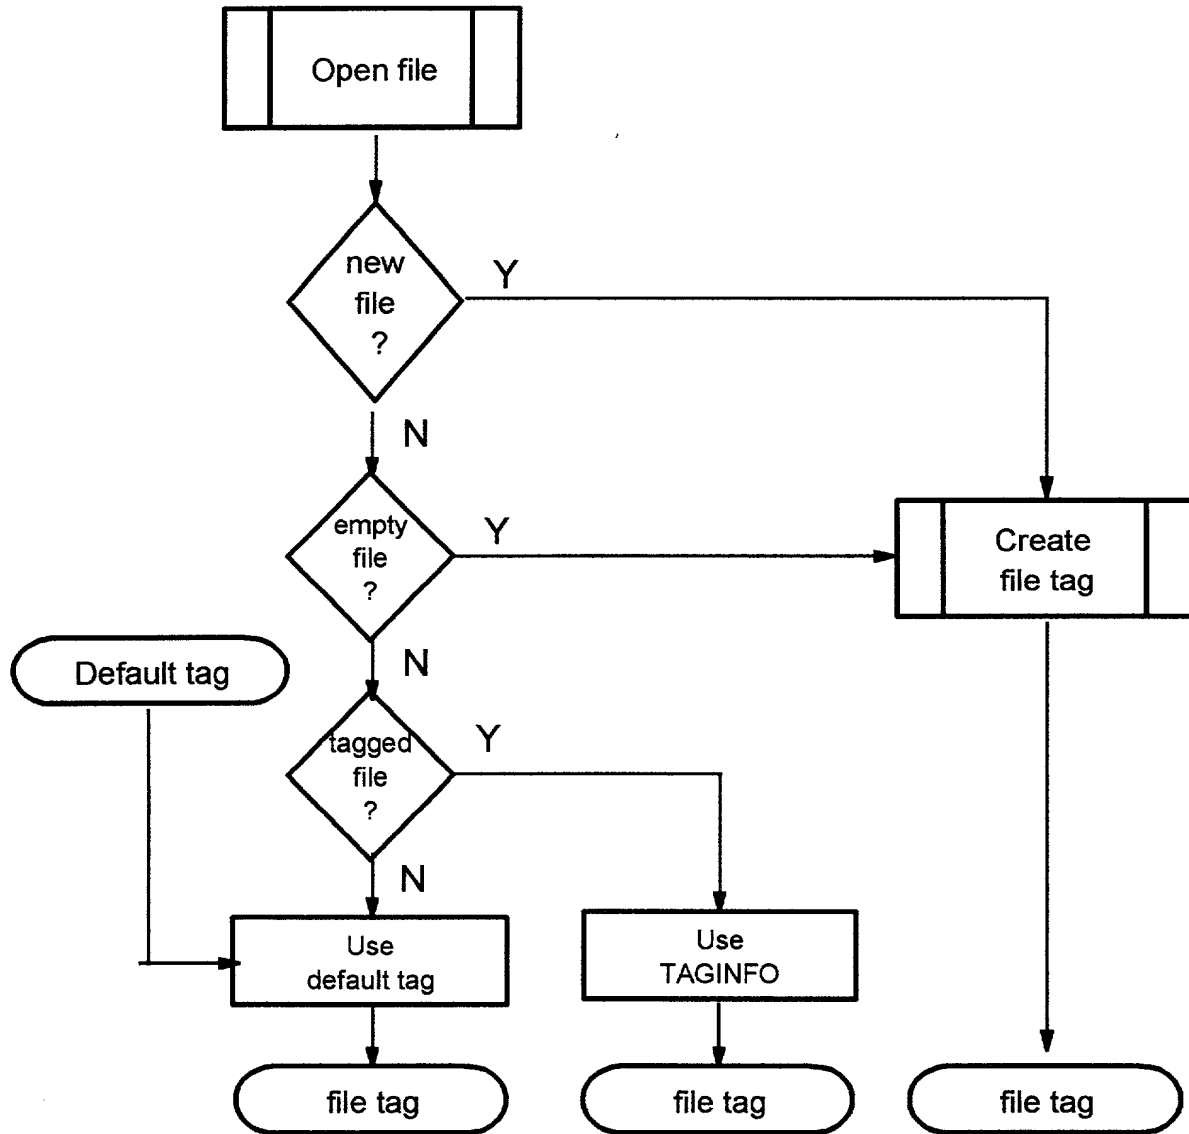 Open file
new
file
?
Y
N
empty
file
?
Y
Create
file tag
N
Default tag
tagged
file
?
Y
N
Use
default tag
Use
TAGINFO
file tag
file tag
file tag